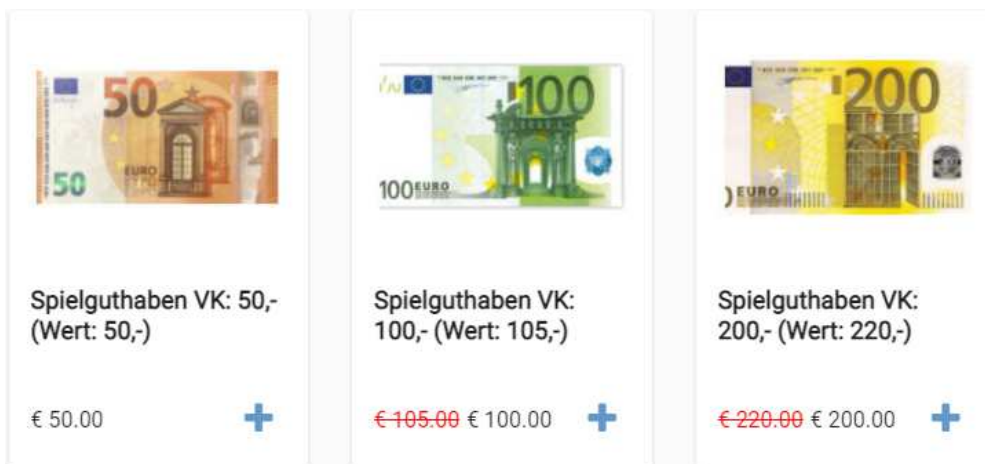 50
50
EURO
100
100 EURO
200
EURO
Spielguthaben VK: 50,-
(Wert: 50,-)
Spielguthaben VK:
100,- (Wert: 105,-)
Spielguthaben VK:
200,- (Wert: 220,-)
€ 50.00
€ 105.00 € 100.00
€ 220.00 € 200.00